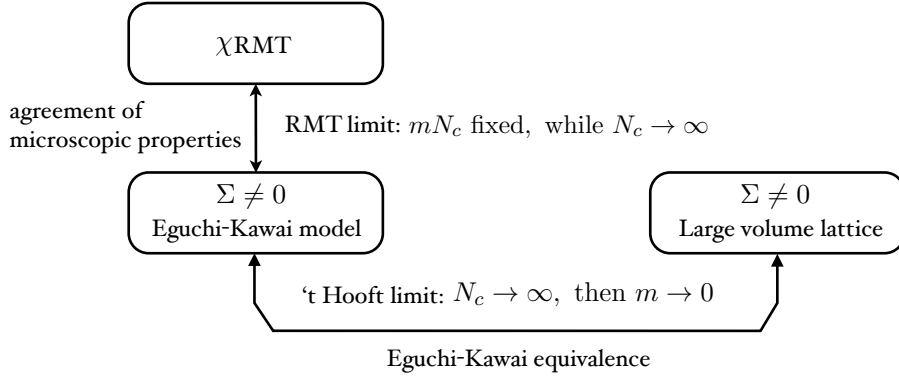 χRMT
agreement of
microscopic properties
RMT limit: mN_c fixed, while N_c → ∞
Σ ≠ 0
Eguchi-Kawai model
Σ ≠ 0
Large volume lattice
‘t Hooft limit: N_c → ∞, then m → 0
Eguchi-Kawai equivalence